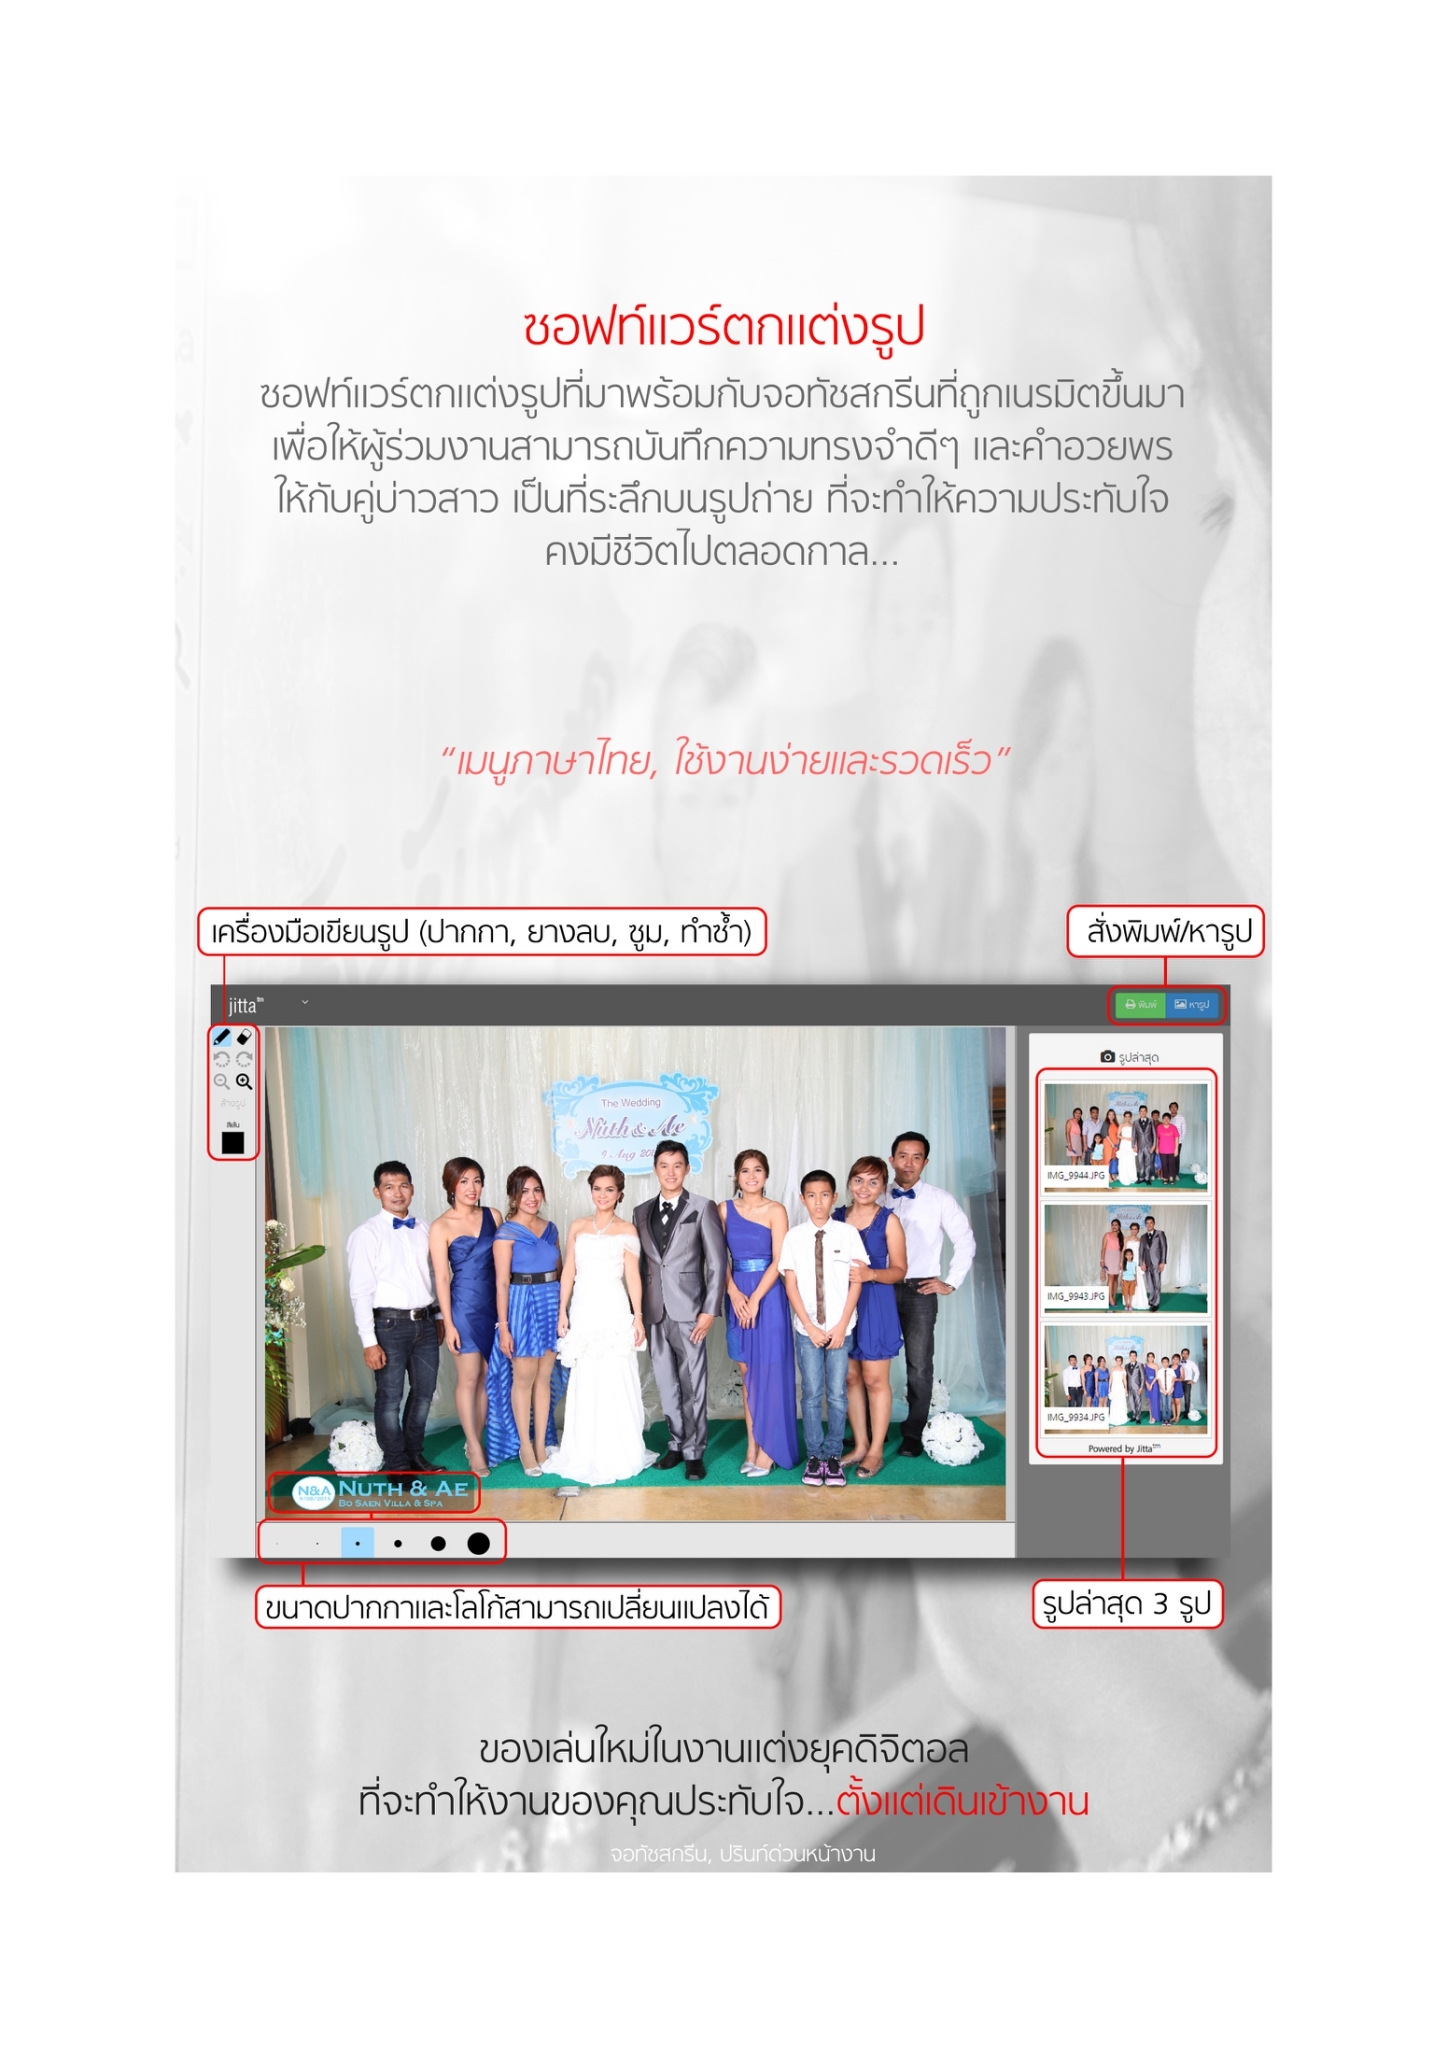 ซอฟท์แวร์ตกแต่งรูป
ซอฟท์แวร์ตกแต่งรูปที่มาพร้อมกับจอทัชสกรีนที่ถูกเนรมิตขึ้นมา
เพื่อให้ผู้ร่วมงานสามารถบันทึกความทรงจำดีๆ และคำอวยพร
ให้กับคู่บ่าวสาว เป็นที่ระลึกบนรูปถ่าย ที่จะทำให้ความประทับใจ
คงมีชีวิตไปตลอดกาล...
“เมนูภาษาไทย, ใช้งานง่ายและรวดเร็ว”
เครื่องมือเขียนรูป (ปากกา, ยางลบ, ซูม, ทำซ้ำ)
สั่งพิมพ์/หารูป
jitta
พิมพ์
หารูป
ล้างรูป
สีเส้น
รูปล่าสุด
The Wedding
Nuth & Ae
9 Aug
IMG_9944.JPG
IMG_9943.JPG
IMG_9934.JPG
Powered by Jitta
N&A
NUTH & AE
BO SAEN VILLA & SPA
ขนาดปากกาและโลโก้สามารถเปลี่ยนแปลงได้
รูปล่าสุด 3 รูป
ของเล่นใหม่ในงานแต่งยุคดิจิตอล
ที่จะทำให้งานของคุณประทับใจ...ตั้งแต่เดินเข้างาน
จอทัชสกรีน, ปรินท์ด่วนหน้างาน